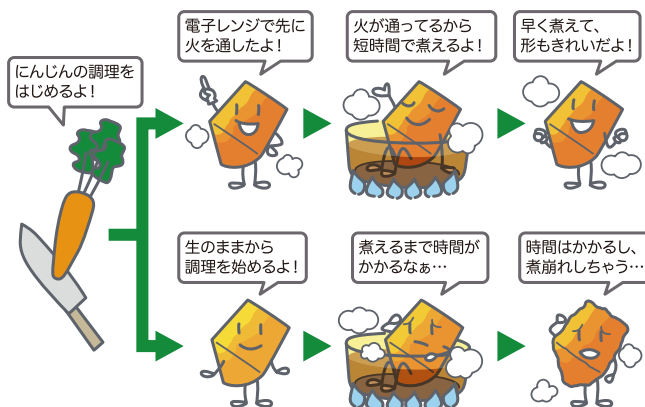 にんじんの調理を
はじめるよ！
電子レンジで先に
火を通したよ！
火が通ってるから
短時間で煮えるよ！
早く煮えて、
形もきれいだよ！
生のままから
調理を始めるよ！
煮えるまで時間が
かかるなぁ…
時間はかかるし、
煮崩れしちゃう…